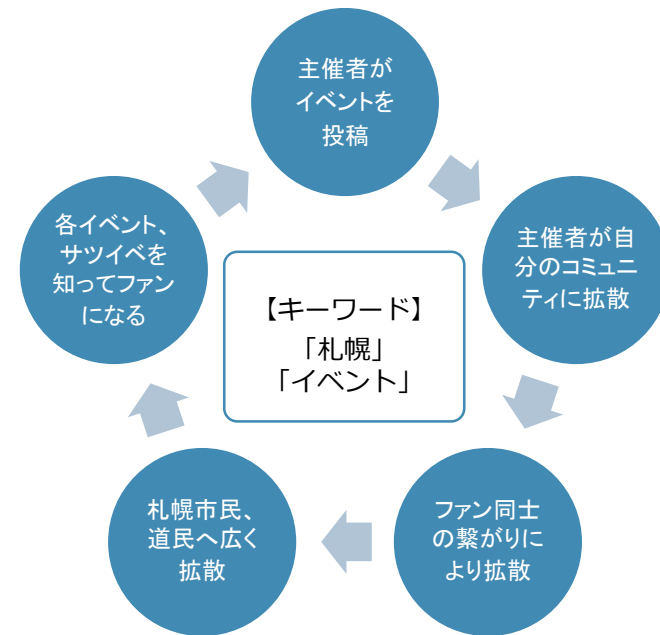 主催者が
イベントを
投稿
主催者が自
分のコミュニ
ティに拡散
ファン同士
の繋がりに
より拡散
札幌市民、
道民へ広く
拡散
各イベント、
サツイベを
知ってファン
になる
【キーワード】
「札幌」
「イベント」